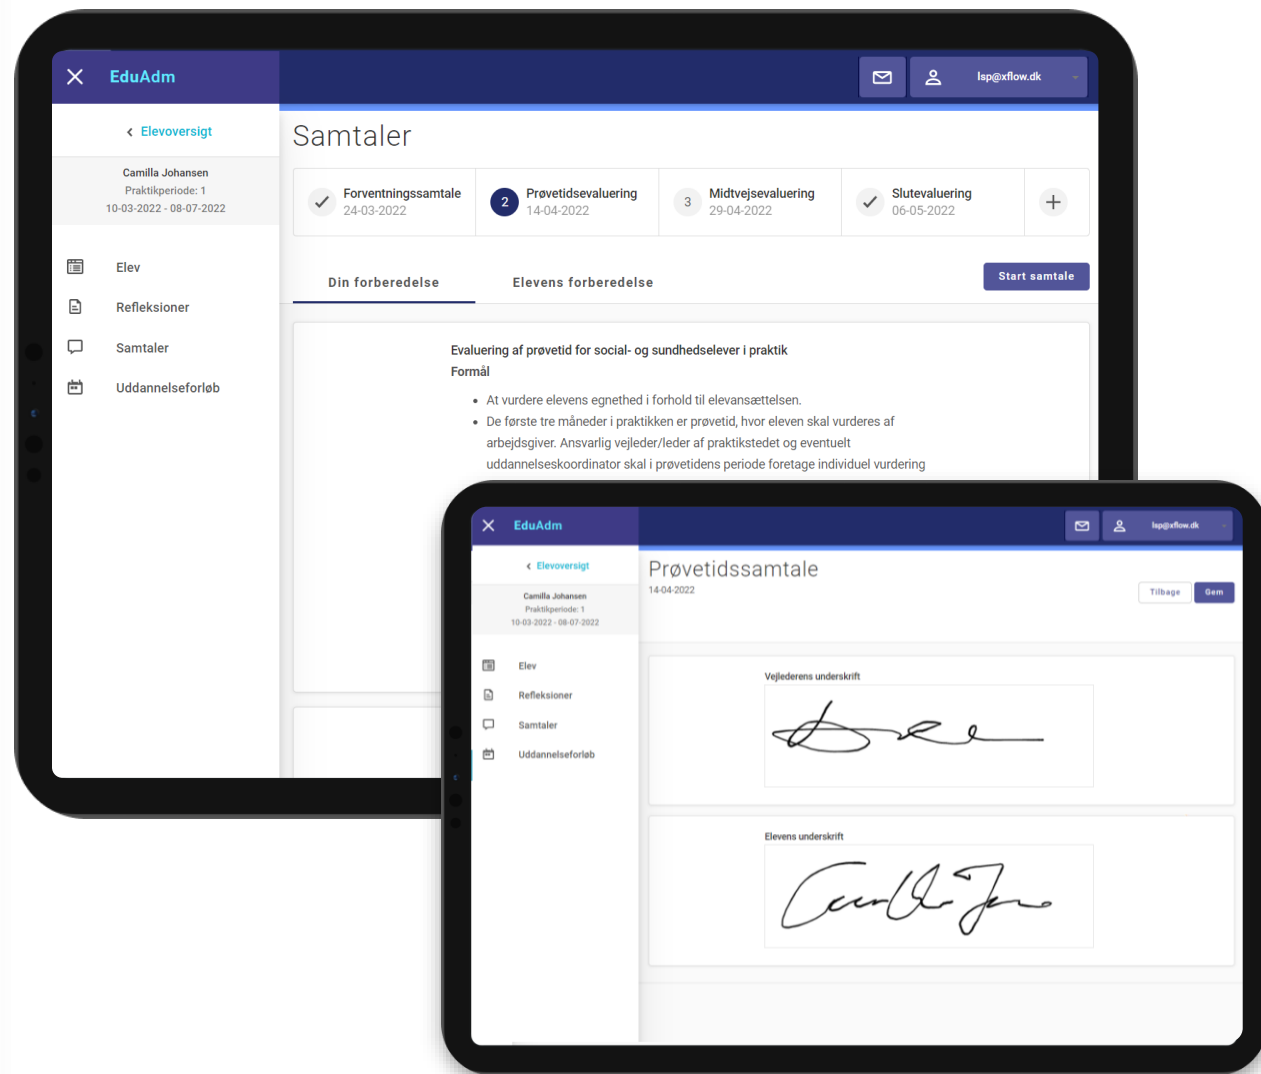 EduAdm
lsp@xflow.dk
Elevoversigt
Camilla Johansen
Praktikperiode: 1
10-03-2022 - 08-07-2022
Elev
Refleksioner
Samtaler
Uddannelseforløb
Samtaler
Forventningssamtale
24-03-2022
2
Prøvetidsevaluering
14-04-2022
3
Midtvejsevaluering
29-04-2022
Slutevaluering
06-05-2022
Din forberedelse
Elevens forberedelse
Start samtale
Evaluering af prøvetid for social- og sundhedselever i praktik
Formål
• At vurdere elevens egnethed i forhold til elevansættelsen.
• De første tre måneder i praktikken er prøvetid, hvor eleven skal vurderes af
arbejdsgiver. Ansvarlig vejleder/leder af praktikstedet og eventuelt
uddannelseskoordinator skal i prøvetidens periode foretage individuel vurdering
EduAdm
lsp@xflow.dk
Elevoversigt
Camilla Johansen
Praktikperiode: 1
10-03-2022 - 08-07-2022
Elev
Refleksioner
Samtaler
Uddannelseforløb
Prøvetidssamtale
14-04-2022
Tilbage
Gem
Vejlederens underskrift
Elevens underskrift